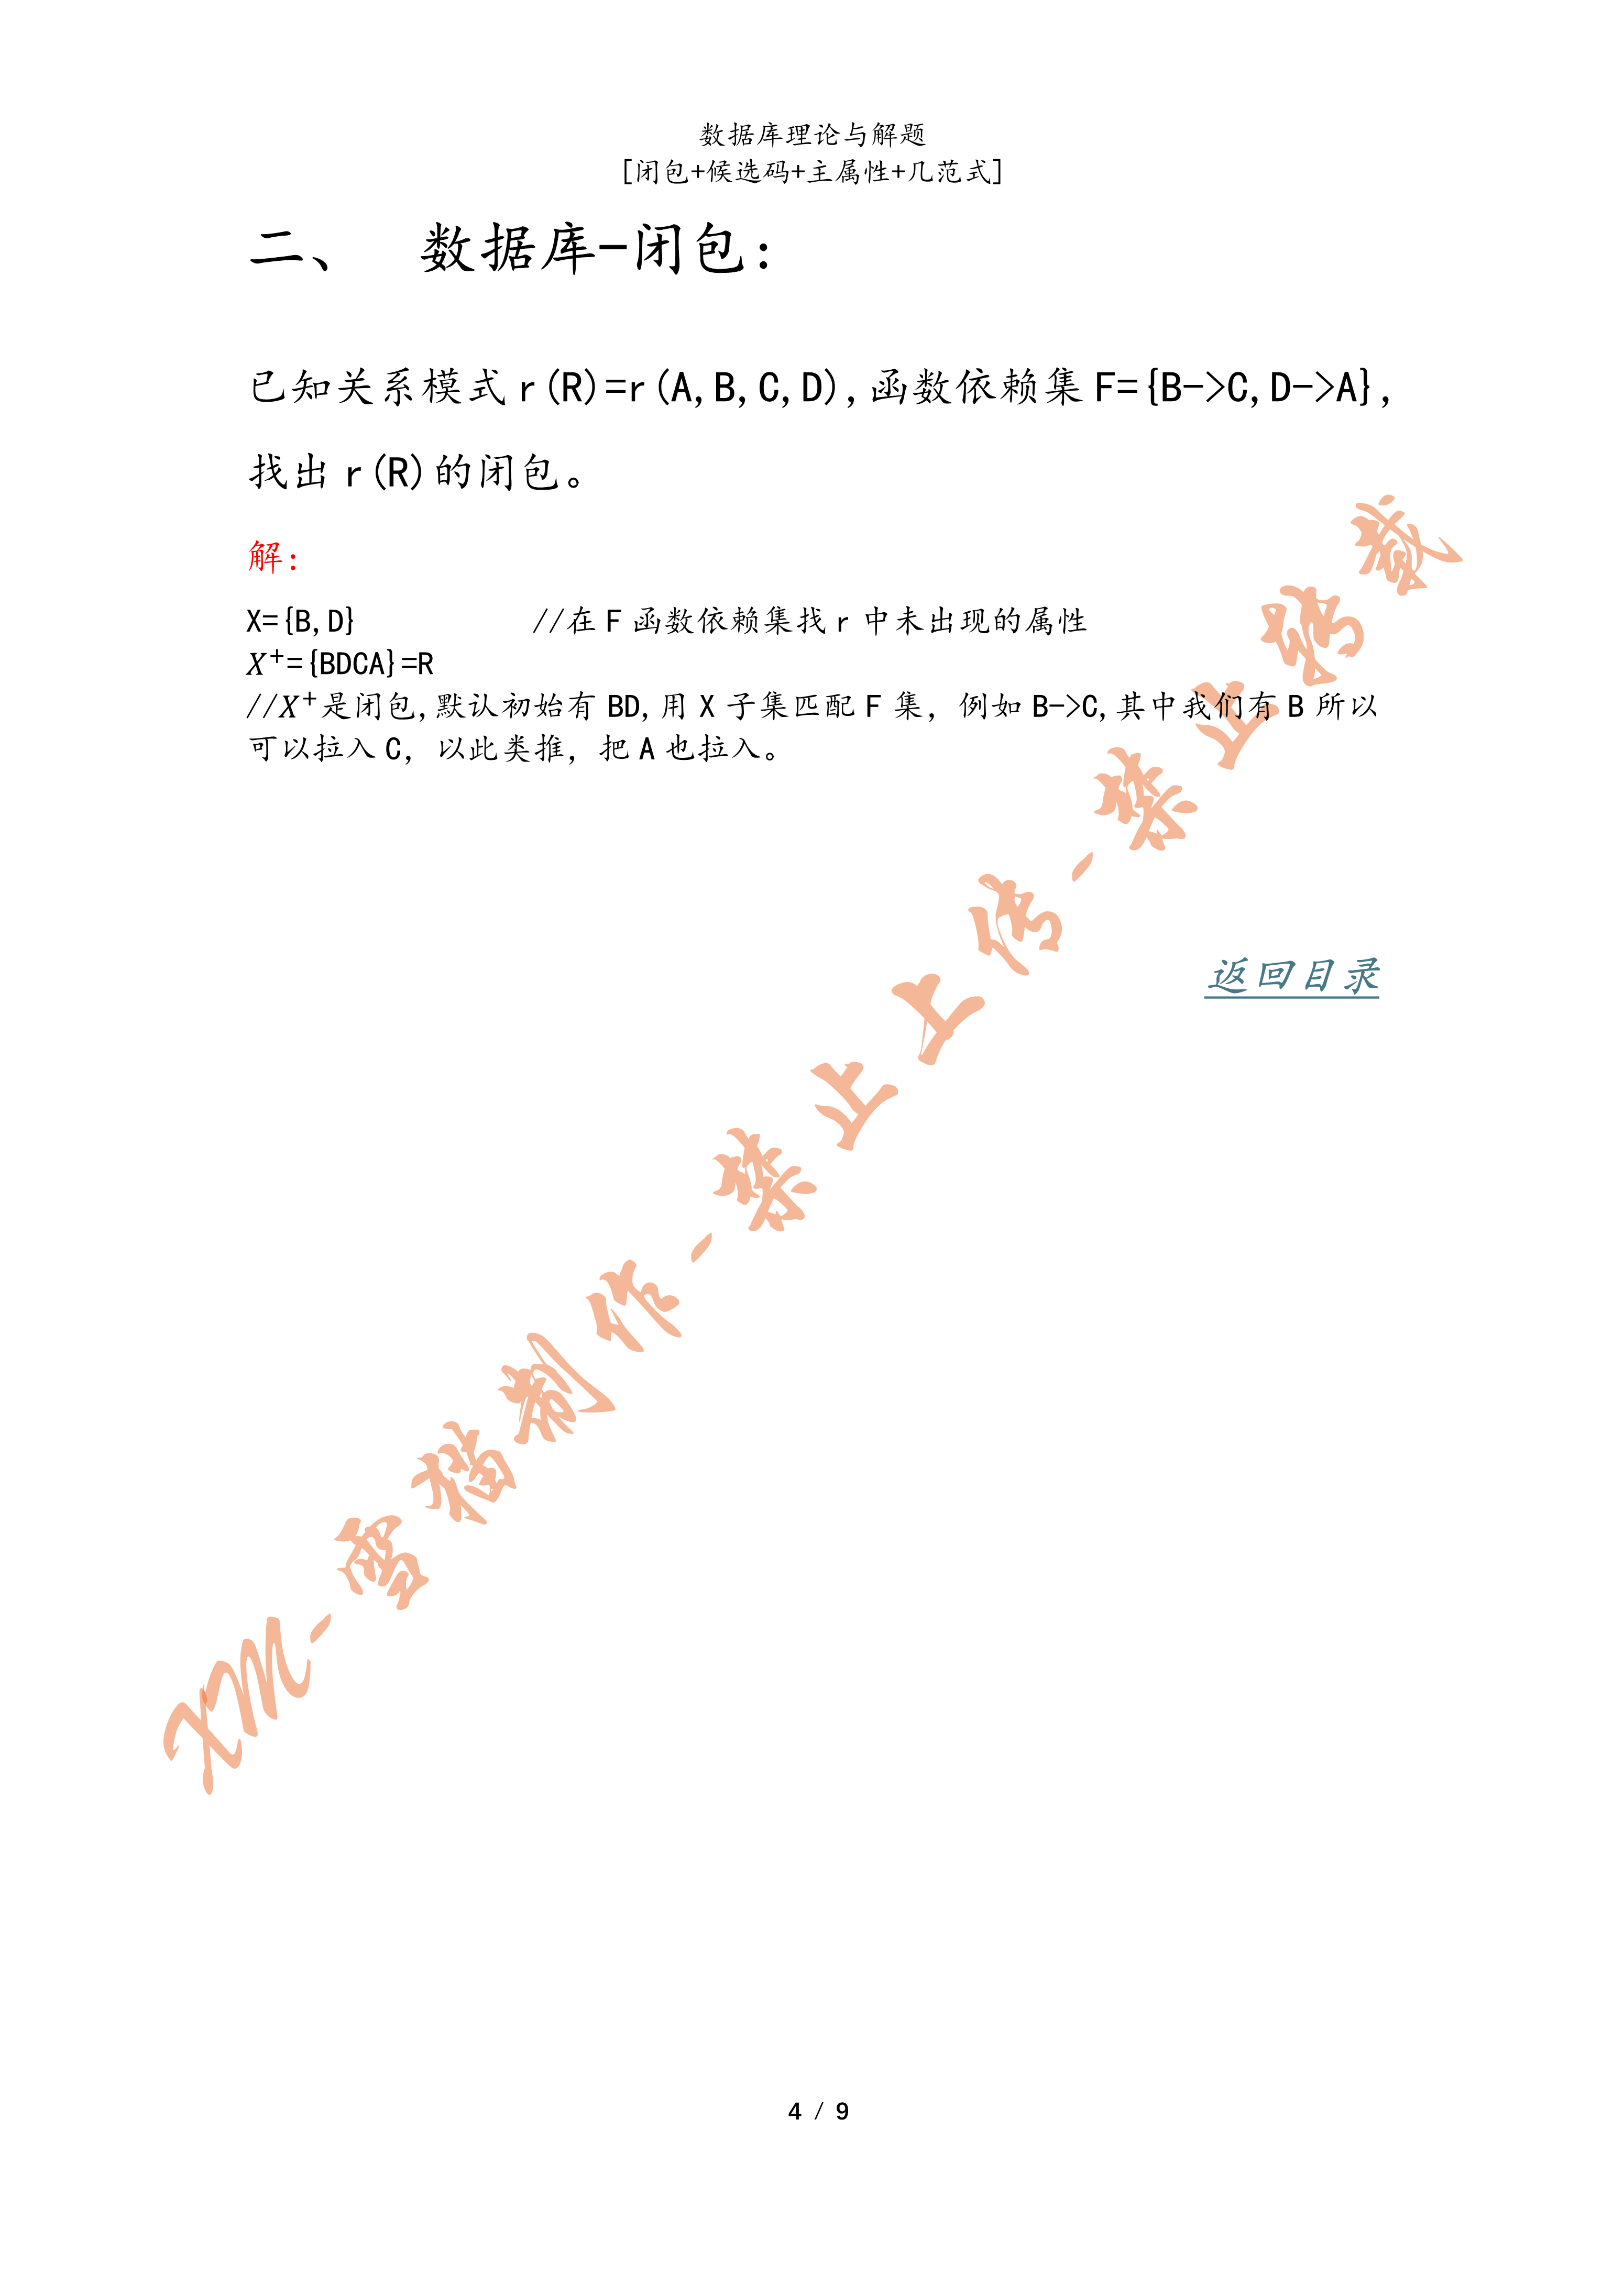 数据库理论与解题
[闭包+候选码+主属性+几范式]
二、 数据库-闭包：
已知关系模式 r(R)=r(A,B,C,D),函数依赖集 F={B->C,D->A},
找出 r(R)的闭包。
解：
X={B,D} //在 F 函数依赖集找 r 中未出现的属性
X⁺={BDCA}=R
//X⁺是闭包,默认初始有 BD,用 X 子集匹配 F 集，例如 B->C,其中我们有 B 所以
可以拉入 C，以此类推，把 A 也拉入。
返回目录
XM-雪猫制作-禁止上传-禁止转载
4 / 9